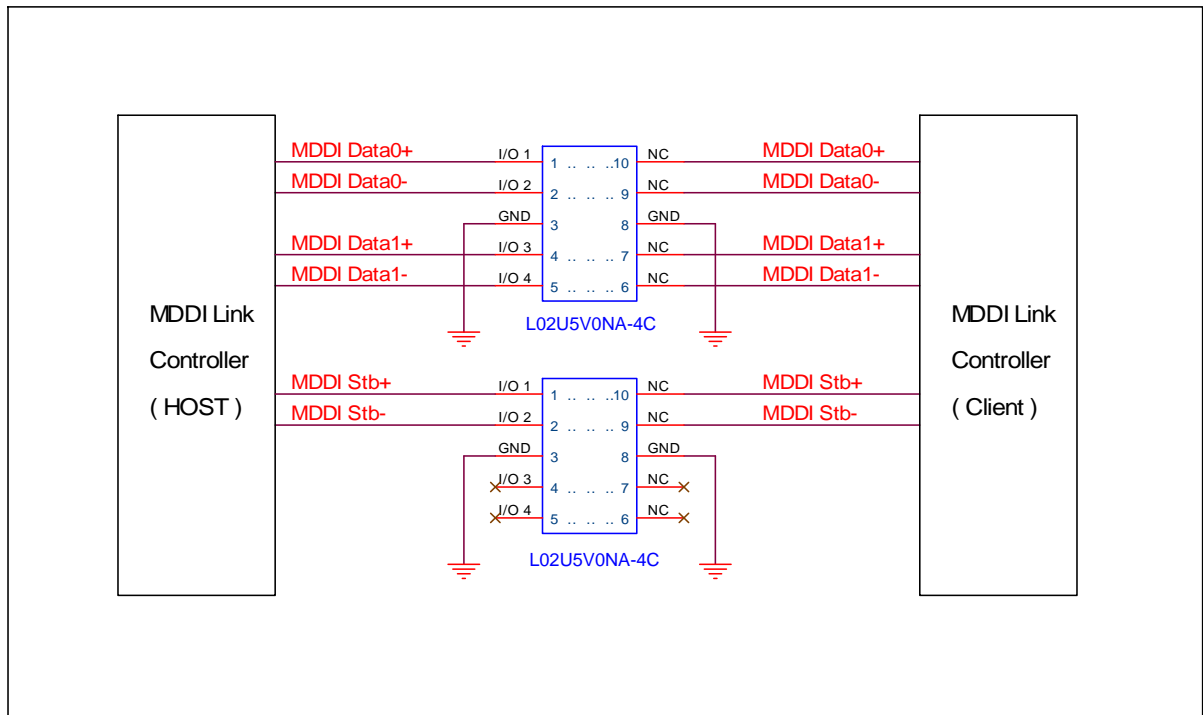 MDDI Data0+ I/O 1 1 .. .. ..10 NC MDDI Data0+
MDDI Data0- I/O 2 2 .. .. .. 9 NC MDDI Data0-
GND 3 8 GND
MDDI Data1+ I/O 3 4 .. .. .. 7 NC MDDI Data1+
MDDI Data1- I/O 4 5 .. .. .. 6 NC MDDI Data1-
L02U5V0NA-4C
MDDI Link
Controller
( HOST )
MDDI Link
Controller
( Client )
MDDI Stb+ I/O 1 1 .. .. ..10 NC MDDI Stb+
MDDI Stb- I/O 2 2 .. .. .. 9 NC MDDI Stb-
GND 3 8 GND
I/O 3 4 .. .. .. 7 NC
I/O 4 5 .. .. .. 6 NC
L02U5V0NA-4C